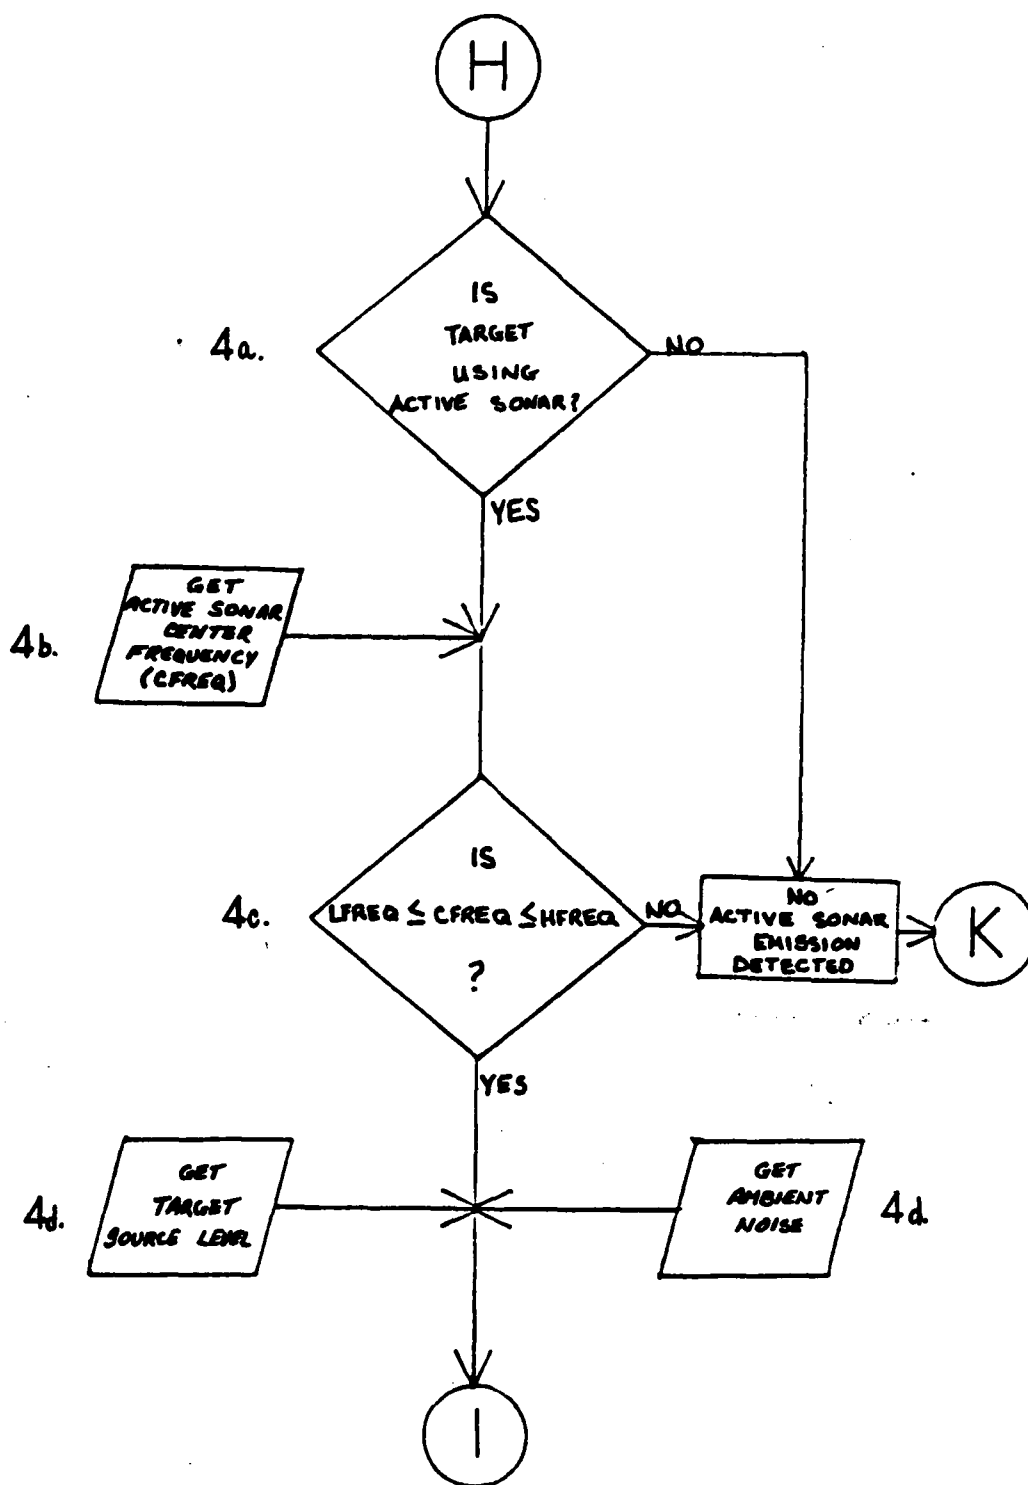 H
IS
TARGET
USING
ACTIVE SONAR?
4a.
NO
YES
GET
ACTIVE SONAR
CENTER
FREQUENCY
(CFREQ)
4b.
IS
LFREQ ≤ CFREQ ≤ HFREQ
?
4c.
NO
NO
ACTIVE SONAR
EMISSION
DETECTED
K
YES
4d.
GET
TARGET
SOURCE LEVEL
GET
AMBIENT
NOISE
4d.
I